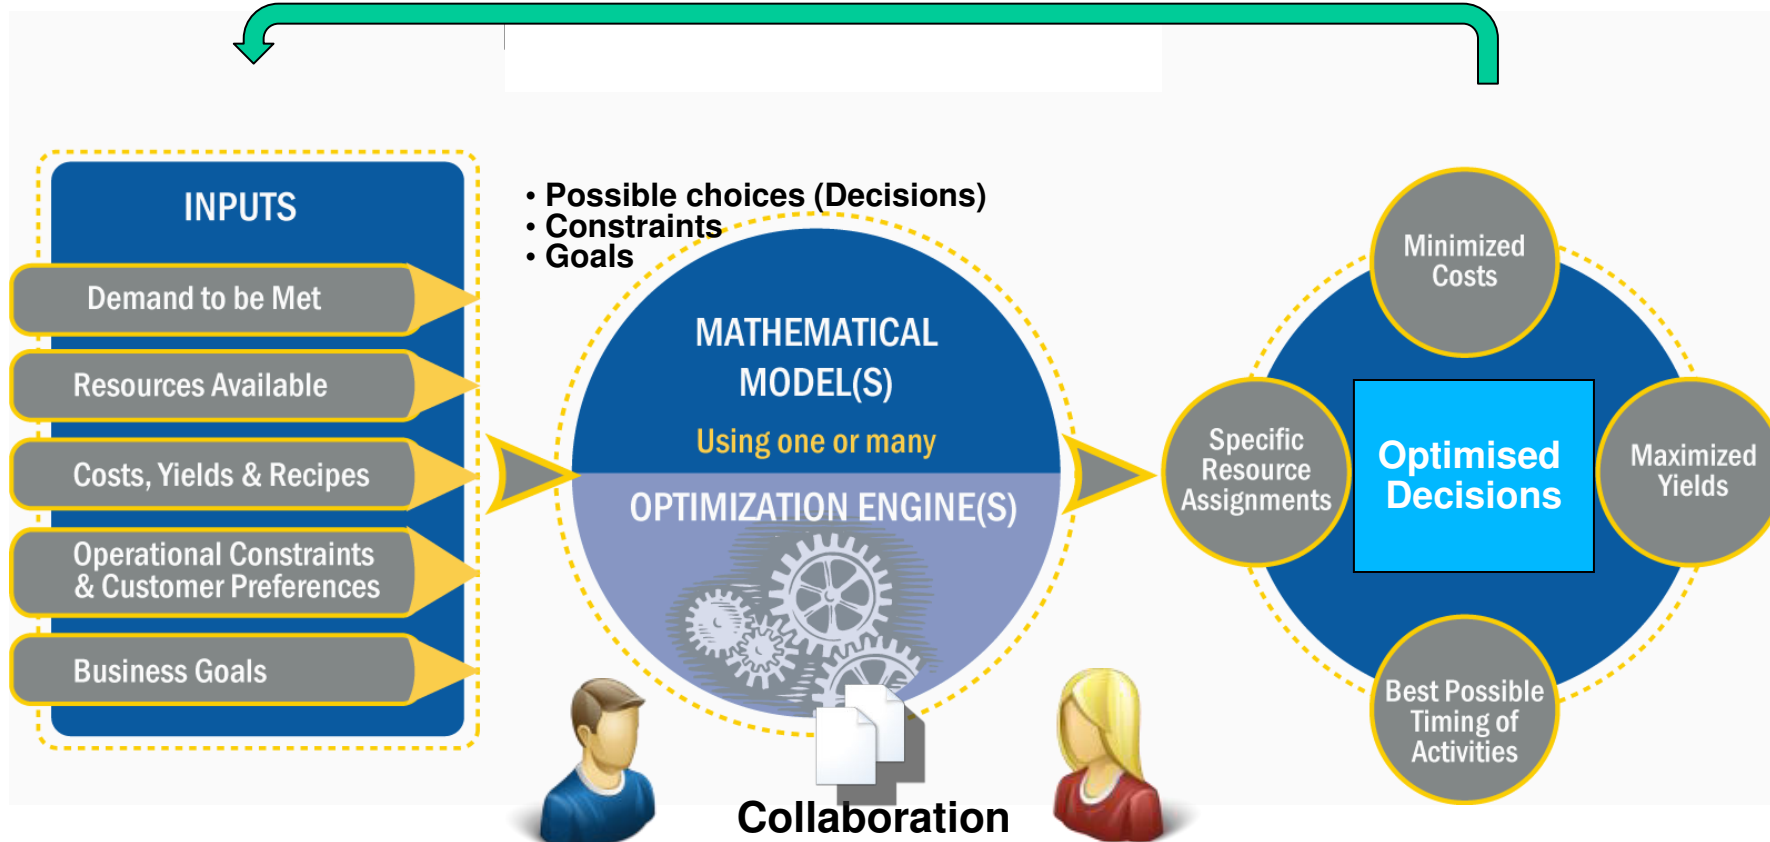 INPUTS
Demand to be Met
Resources Available
Costs, Yields & Recipes
Operational Constraints
& Customer Preferences
Business Goals
• Possible choices (Decisions)
• Constraints
• Goals
MATHEMATICAL
MODEL(S)
Using one or many
OPTIMIZATION ENGINE(S)
Collaboration
Minimized
Costs
Specific
Resource
Assignments
Optimised
Decisions
Maximized
Yields
Best Possible
Timing of
Activities